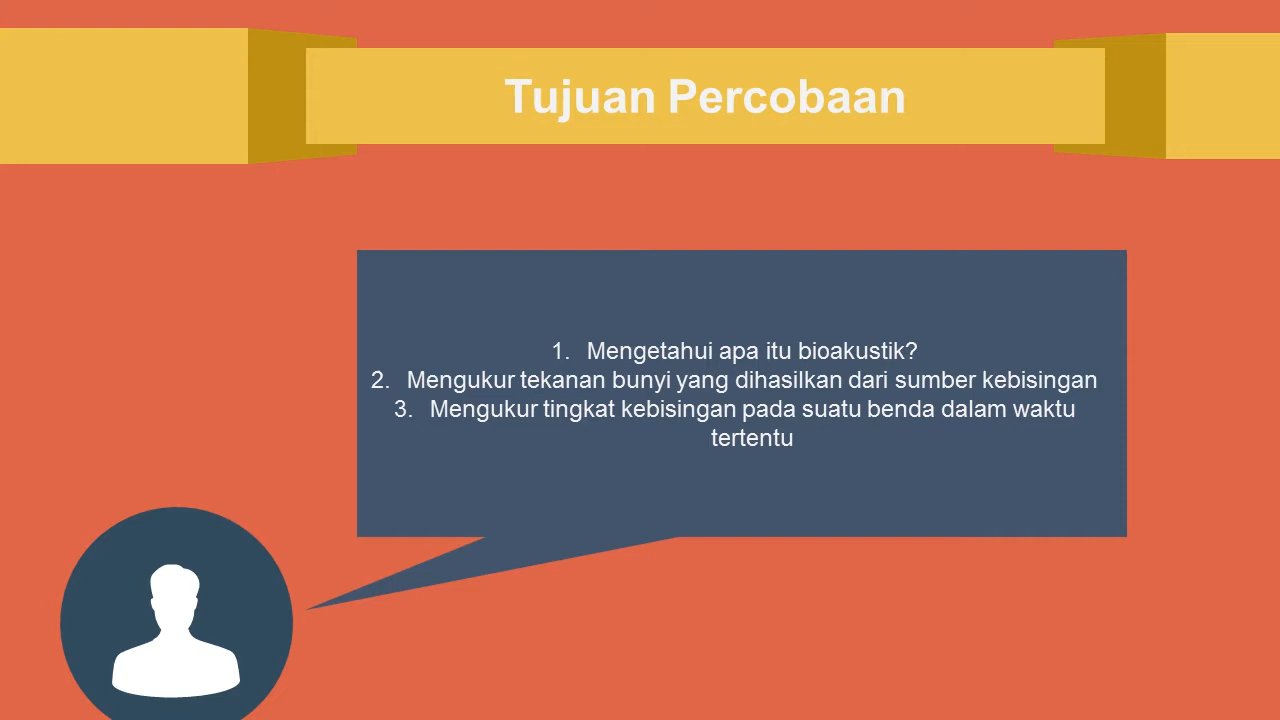 Tujuan Percobaan
1. Mengetahui apa itu bioakustik?
2. Mengukur tekanan bunyi yang dihasilkan dari sumber kebisingan
3. Mengukur tingkat kebisingan pada suatu benda dalam waktu
tertentu